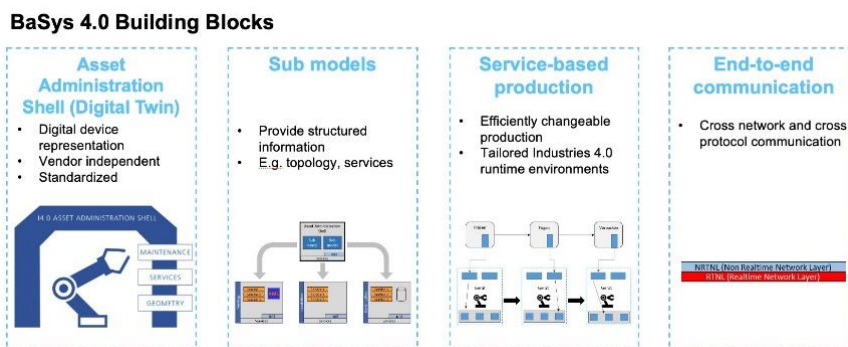 BaSys 4.0 Building Blocks
Asset
Administration
Shell (Digital Twin)
• Digital device
representation
• Vendor independent
• Standardized
I4.0 ASSET ADMINISTRATION SHELL
MAINTENANCE
SERVICES
GEOMETRY
Sub models
• Provide structured
information
• E.g. topology, services
Service-based
production
• Efficiently changeable
production
• Tailored Industries 4.0
runtime environments
End-to-end
communication
• Cross network and cross
protocol communication
NRTNL (Non Realtime Network Layer)
RTNL (Realtime Network Layer)